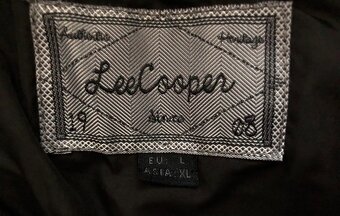 Authentic Heritage
LeeCooper
Since
19 08
EU: L
ASIA: XL